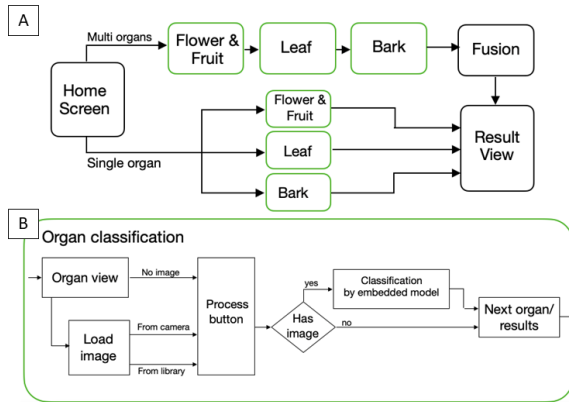 A
Multi organs
Flower &
Fruit
Leaf
Bark
Fusion
Home
Screen
Flower &
Fruit
Leaf
Bark
Single organ
Result
View
B
Organ classification
Organ view
No image
Load
image
From camera
From library
Process
button
Has
image
yes
no
Classification
by embedded model
Next organ/
results